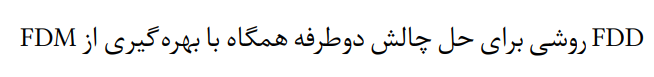 FDD روشی برای حل چالش دوطرفه همگاه با بهره‌گیری از FDM